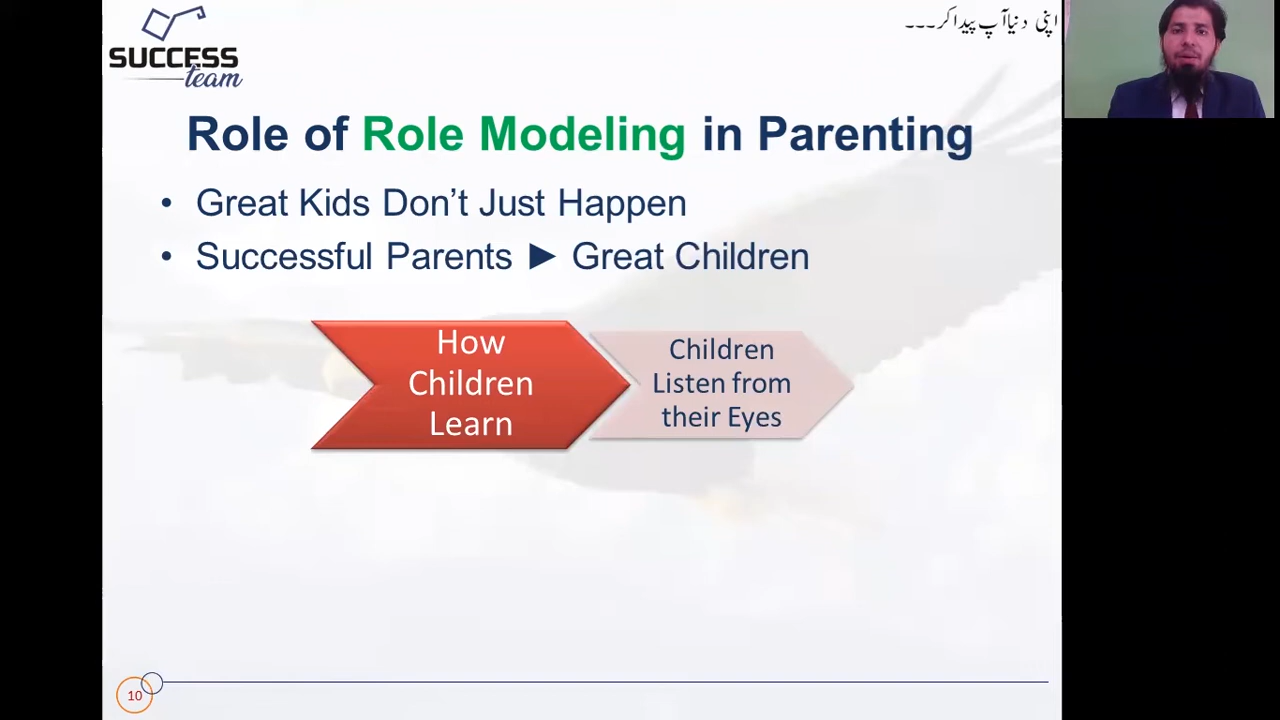 SUCCESS
team
اپنی دنیا آپ پیدا کر...
Role of Role Modeling in Parenting
• Great Kids Don’t Just Happen
• Successful Parents ► Great Children
How
Children
Learn
Children
Listen from
their Eyes
10